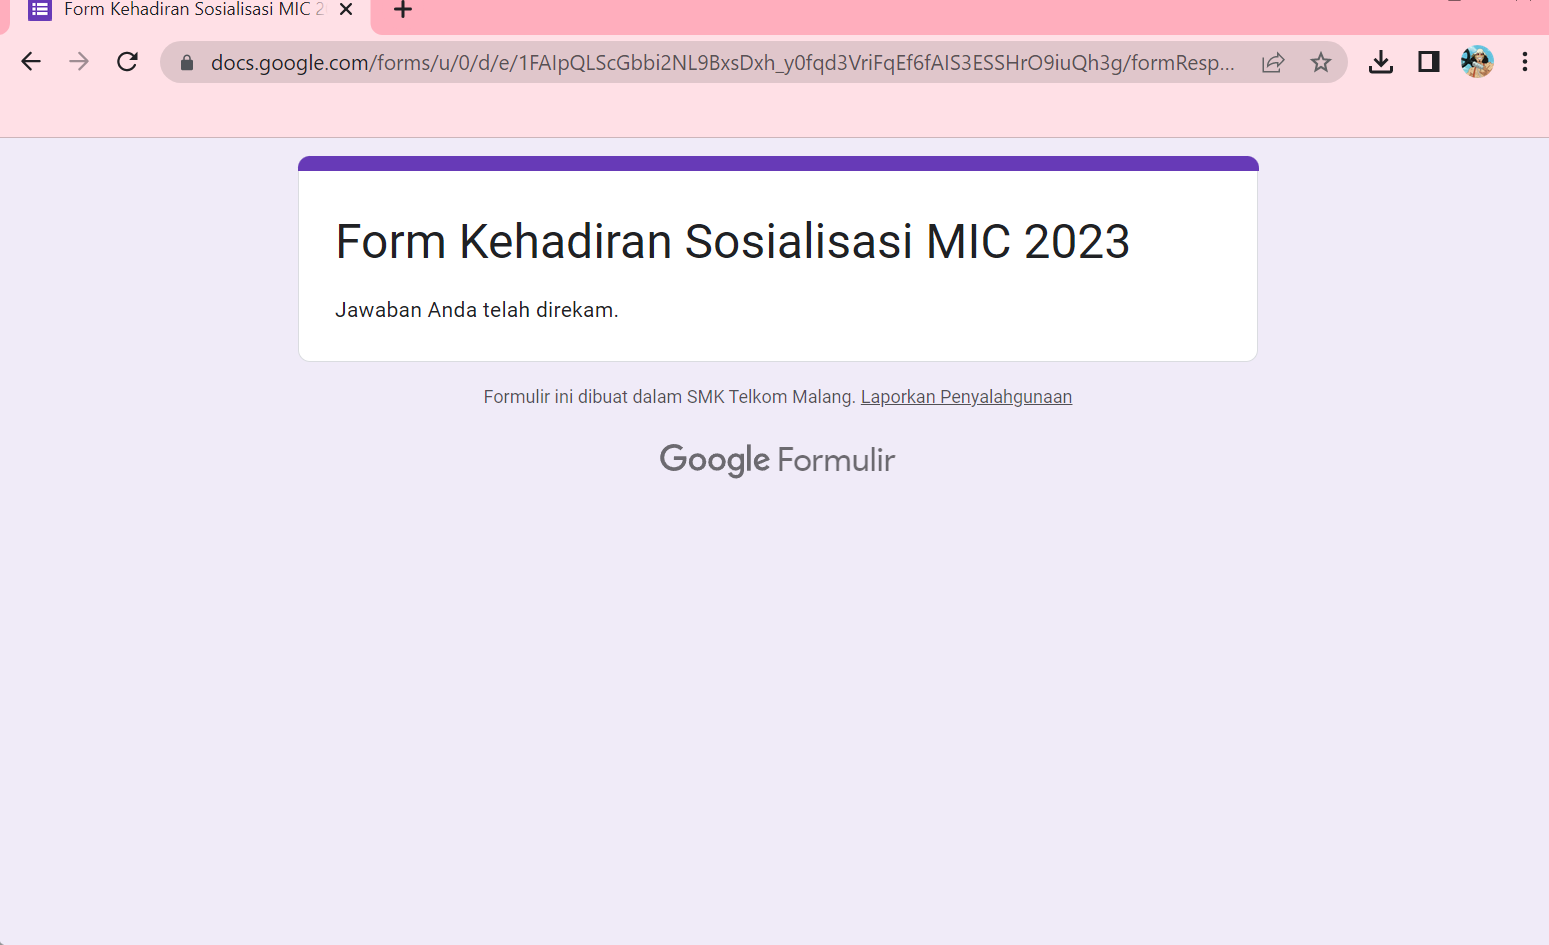 Form Kehadiran Sosialisasi MIC 2
docs.google.com/forms/u/0/d/e/1FAIpQLScGbbi2NL9BxsDxh_y0fqd3VriFqEf6fAIS3ESSHrO9iuQh3g/formResp...
Form Kehadiran Sosialisasi MIC 2023
Jawaban Anda telah direkam.
Formulir ini dibuat dalam SMK Telkom Malang. Laporkan Penyalahgunaan
Google Formulir